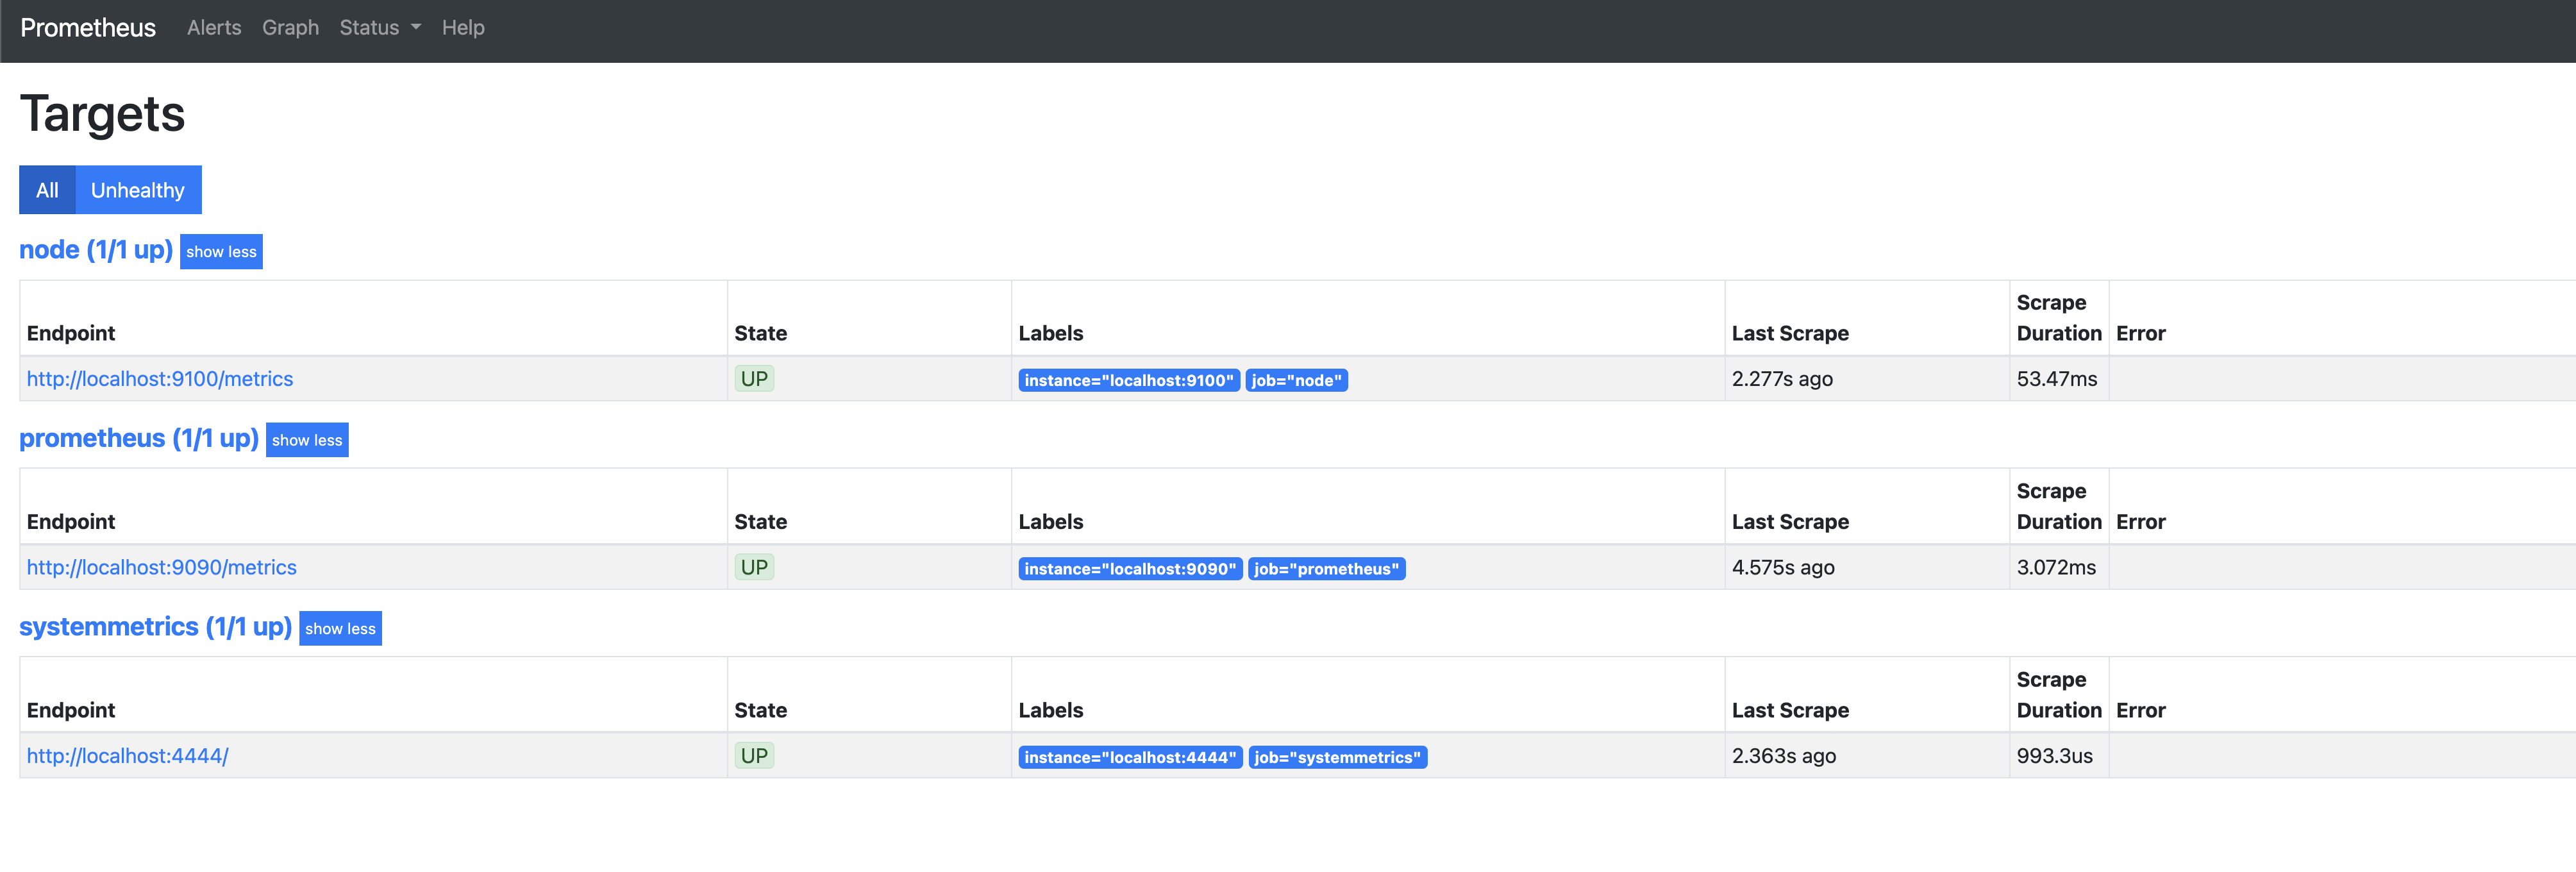 Prometheus Alerts Graph Status Help
Targets
All Unhealthy
node (1/1 up) show less
Endpoint State Labels Last Scrape Scrape Duration Error
http://localhost:9100/metrics UP instance="localhost:9100" job="node" 2.277s ago 53.47ms
prometheus (1/1 up) show less
Endpoint State Labels Last Scrape Scrape Duration Error
http://localhost:9090/metrics UP instance="localhost:9090" job="prometheus" 4.575s ago 3.072ms
systemmetrics (1/1 up) show less
Endpoint State Labels Last Scrape Scrape Duration Error
http://localhost:4444/ UP instance="localhost:4444" job="systemmetrics" 2.363s ago 993.3us